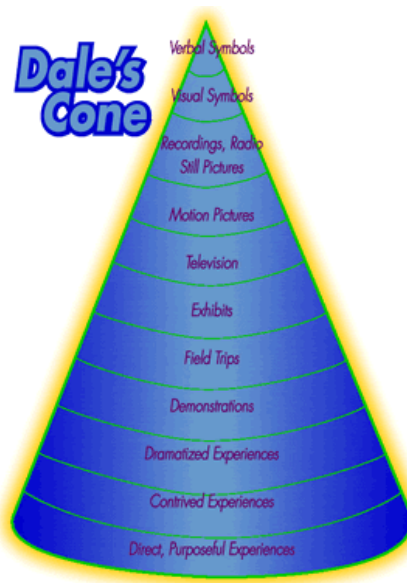 Dale's
Cone
Verbal Symbols
Visual Symbols
Recordings, Radio
Still Pictures
Motion Pictures
Television
Exhibits
Field Trips
Demonstrations
Dramatized Experiences
Contrived Experiences
Direct, Purposeful Experiences